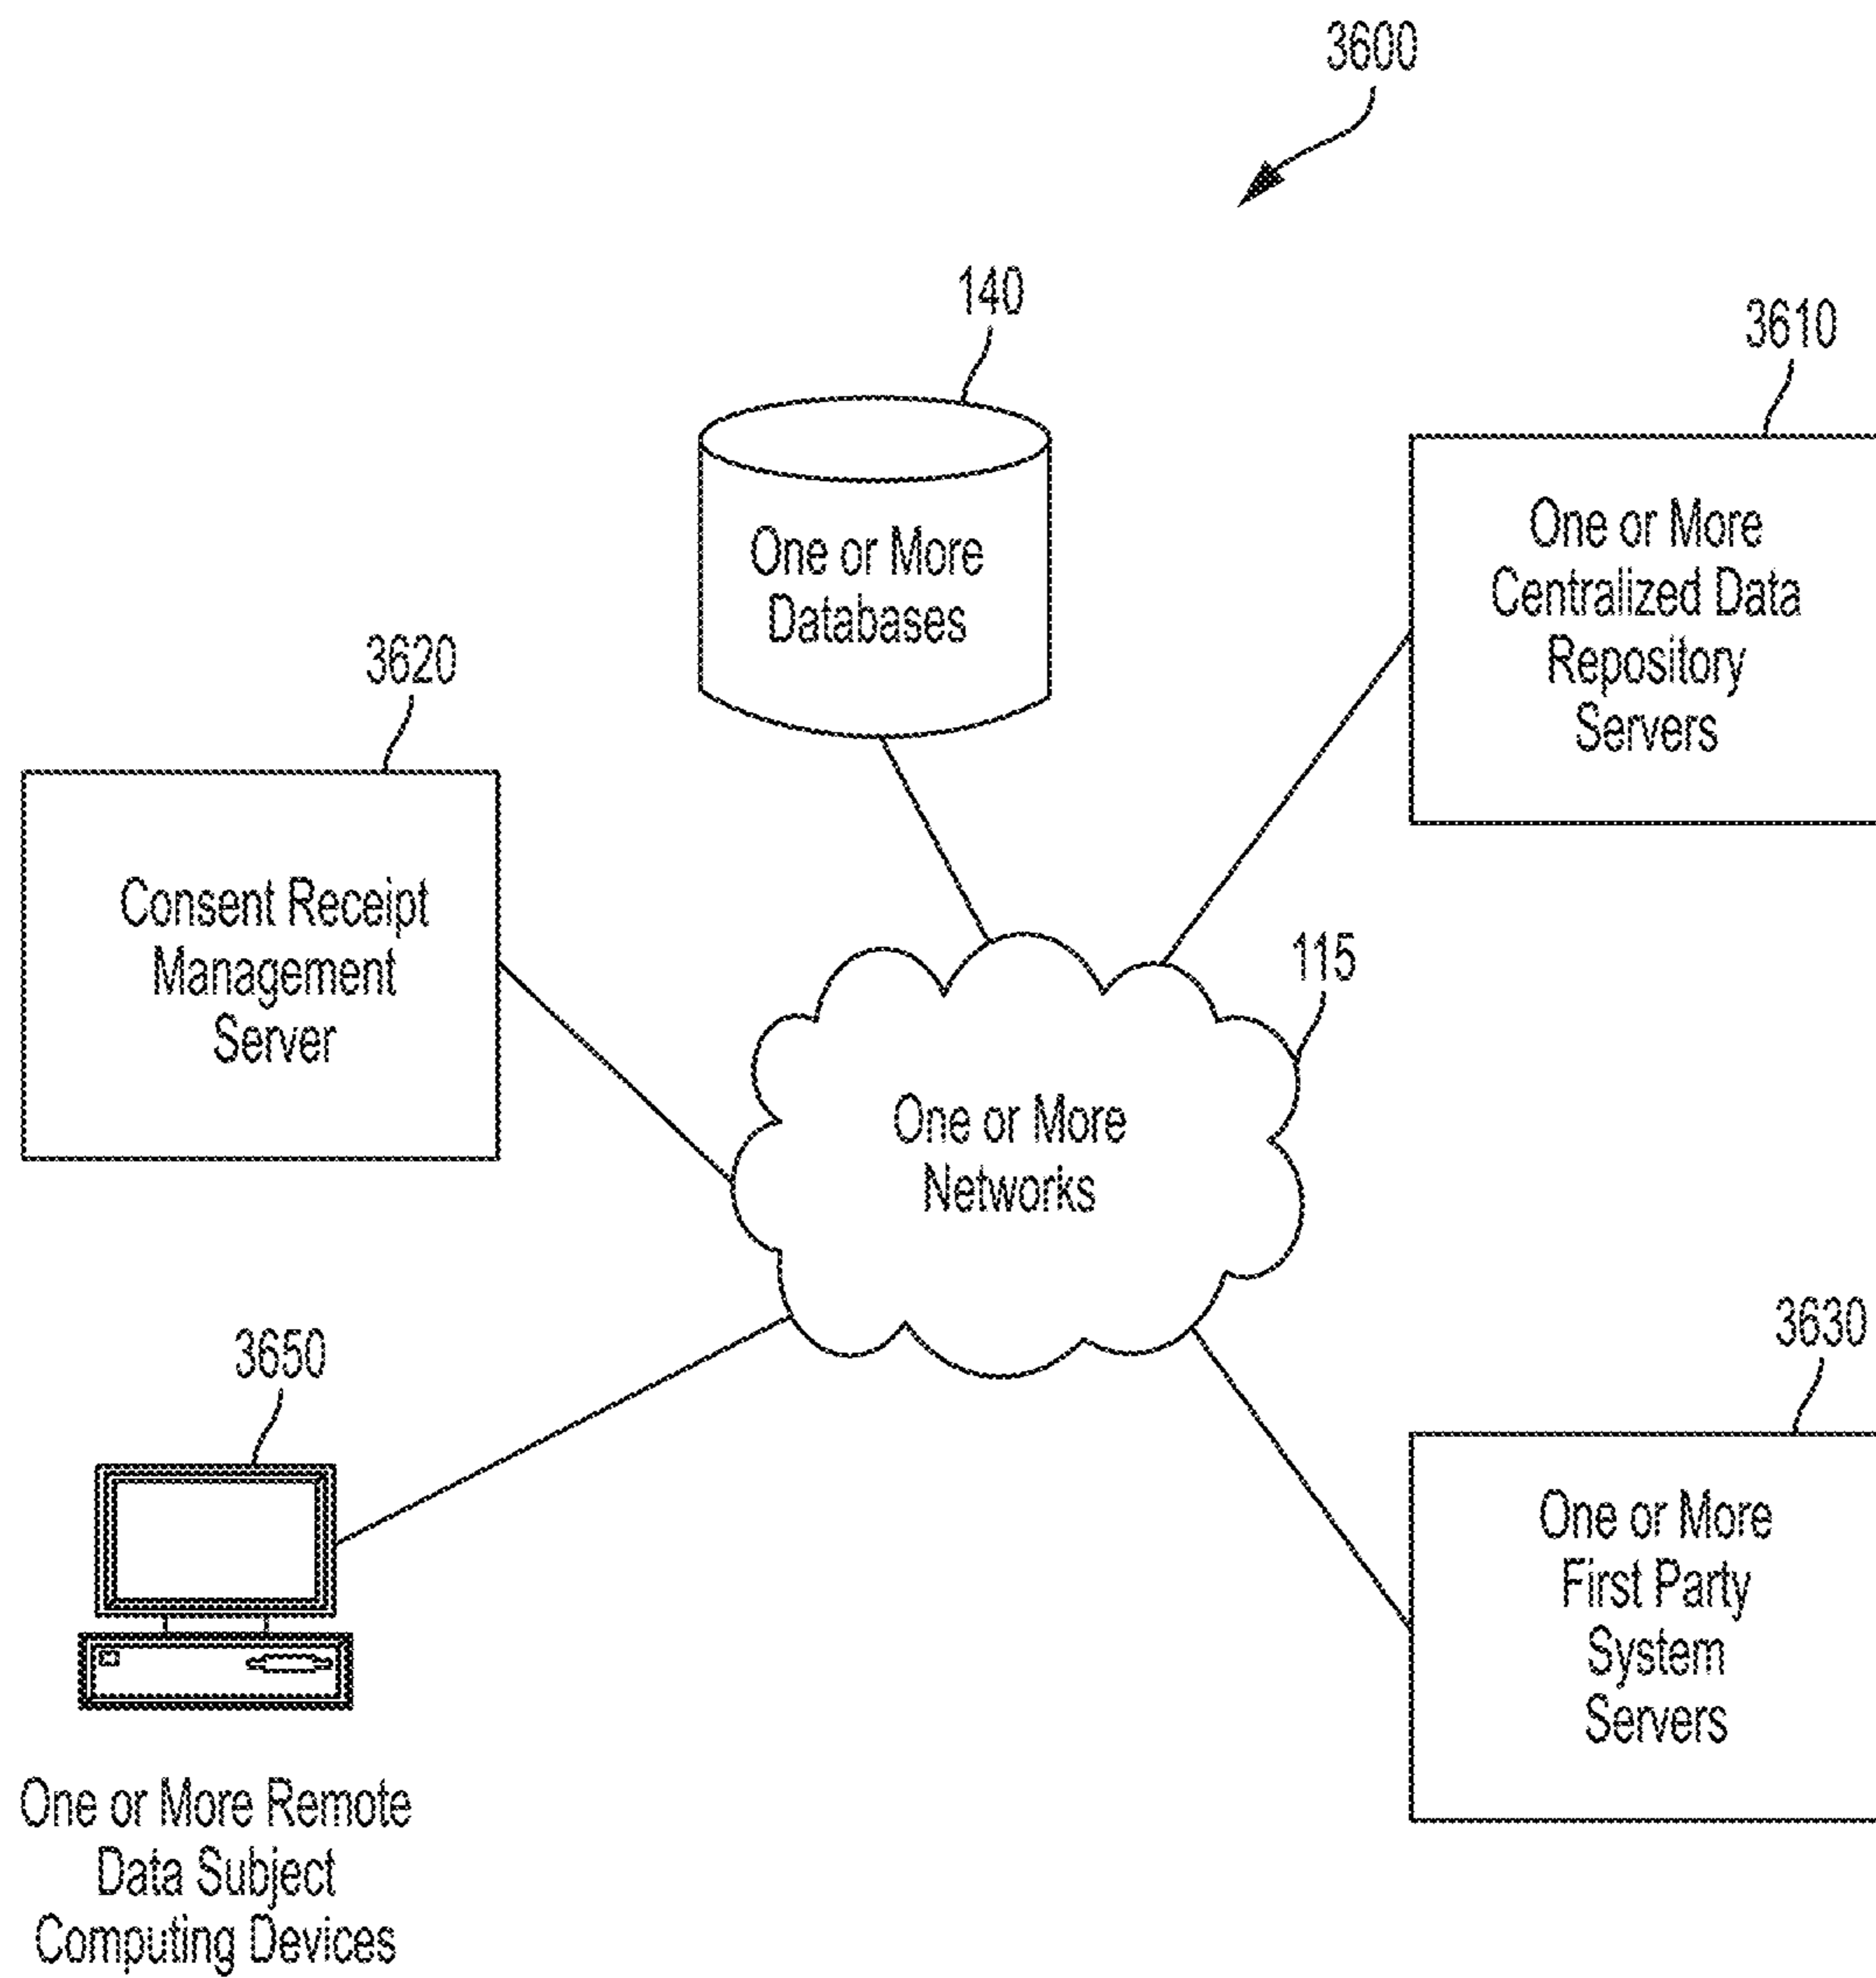 3600
140
One or More
Databases
3610
One or More
Centralized Data
Repository
Servers
3620
Consent Receipt
Management
Server
115
One or More
Networks
3650
One or More Remote
Data Subject
Computing Devices
3630
One or More
First Party
System
Servers